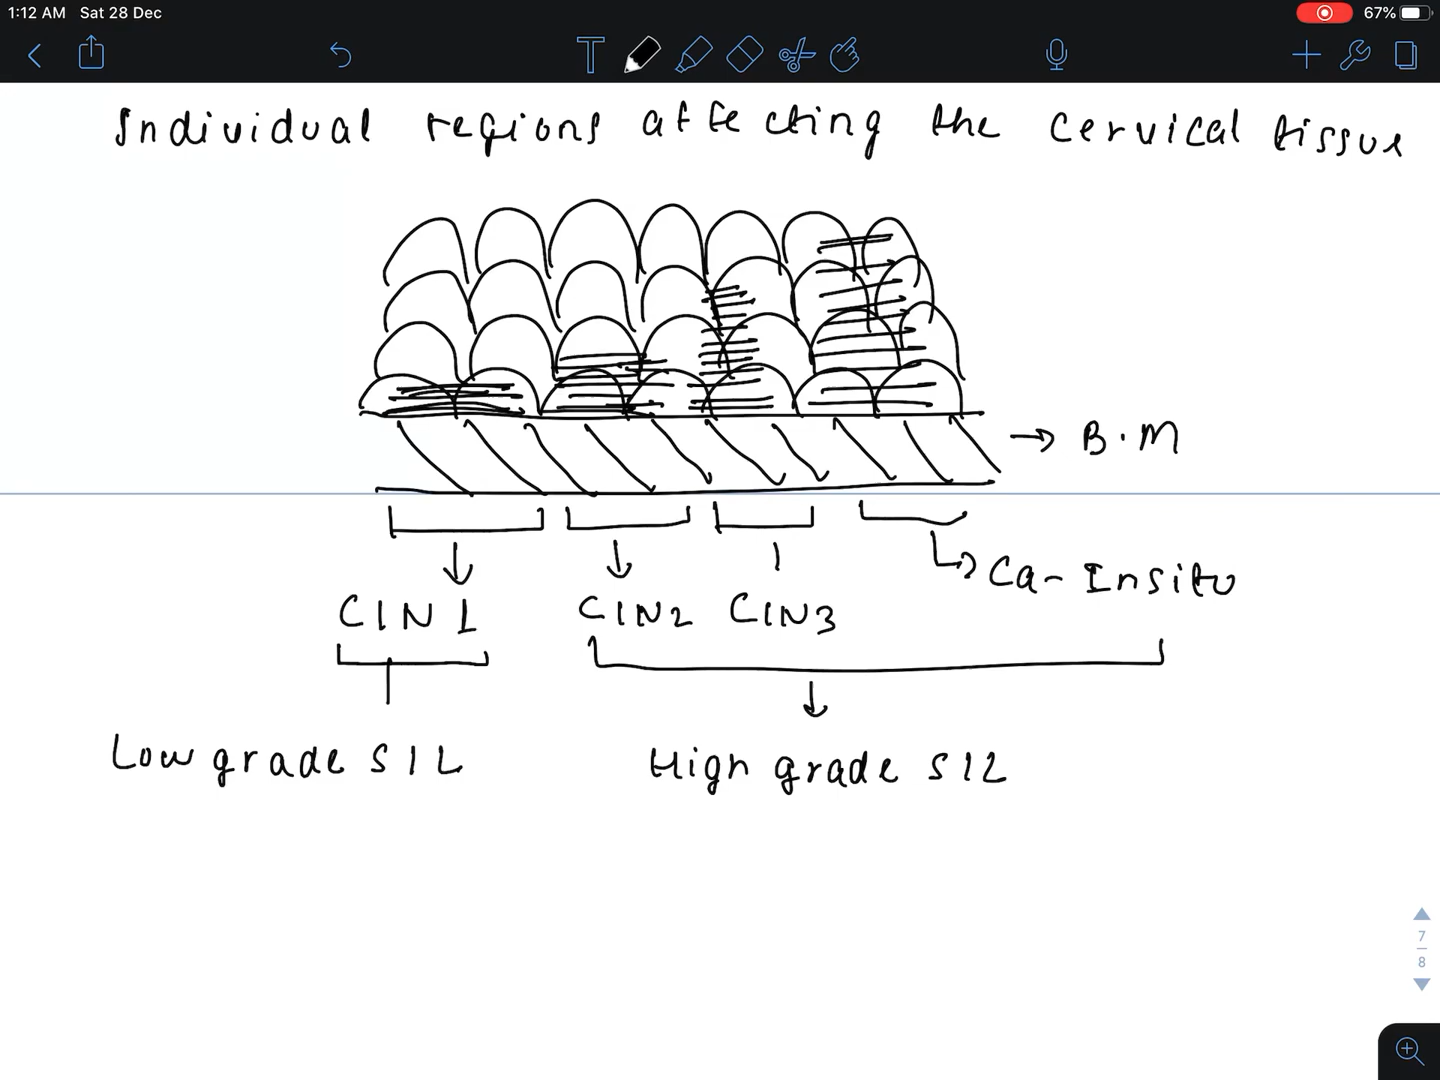 1:12 AM Sat 28 Dec
67%
T
Individual regions affecting the cervical tissue
→ B.M
↳ Ca-Insitu
CIN 1 CIN2 CIN3
Low grade SIL
High grade SIL
7
8